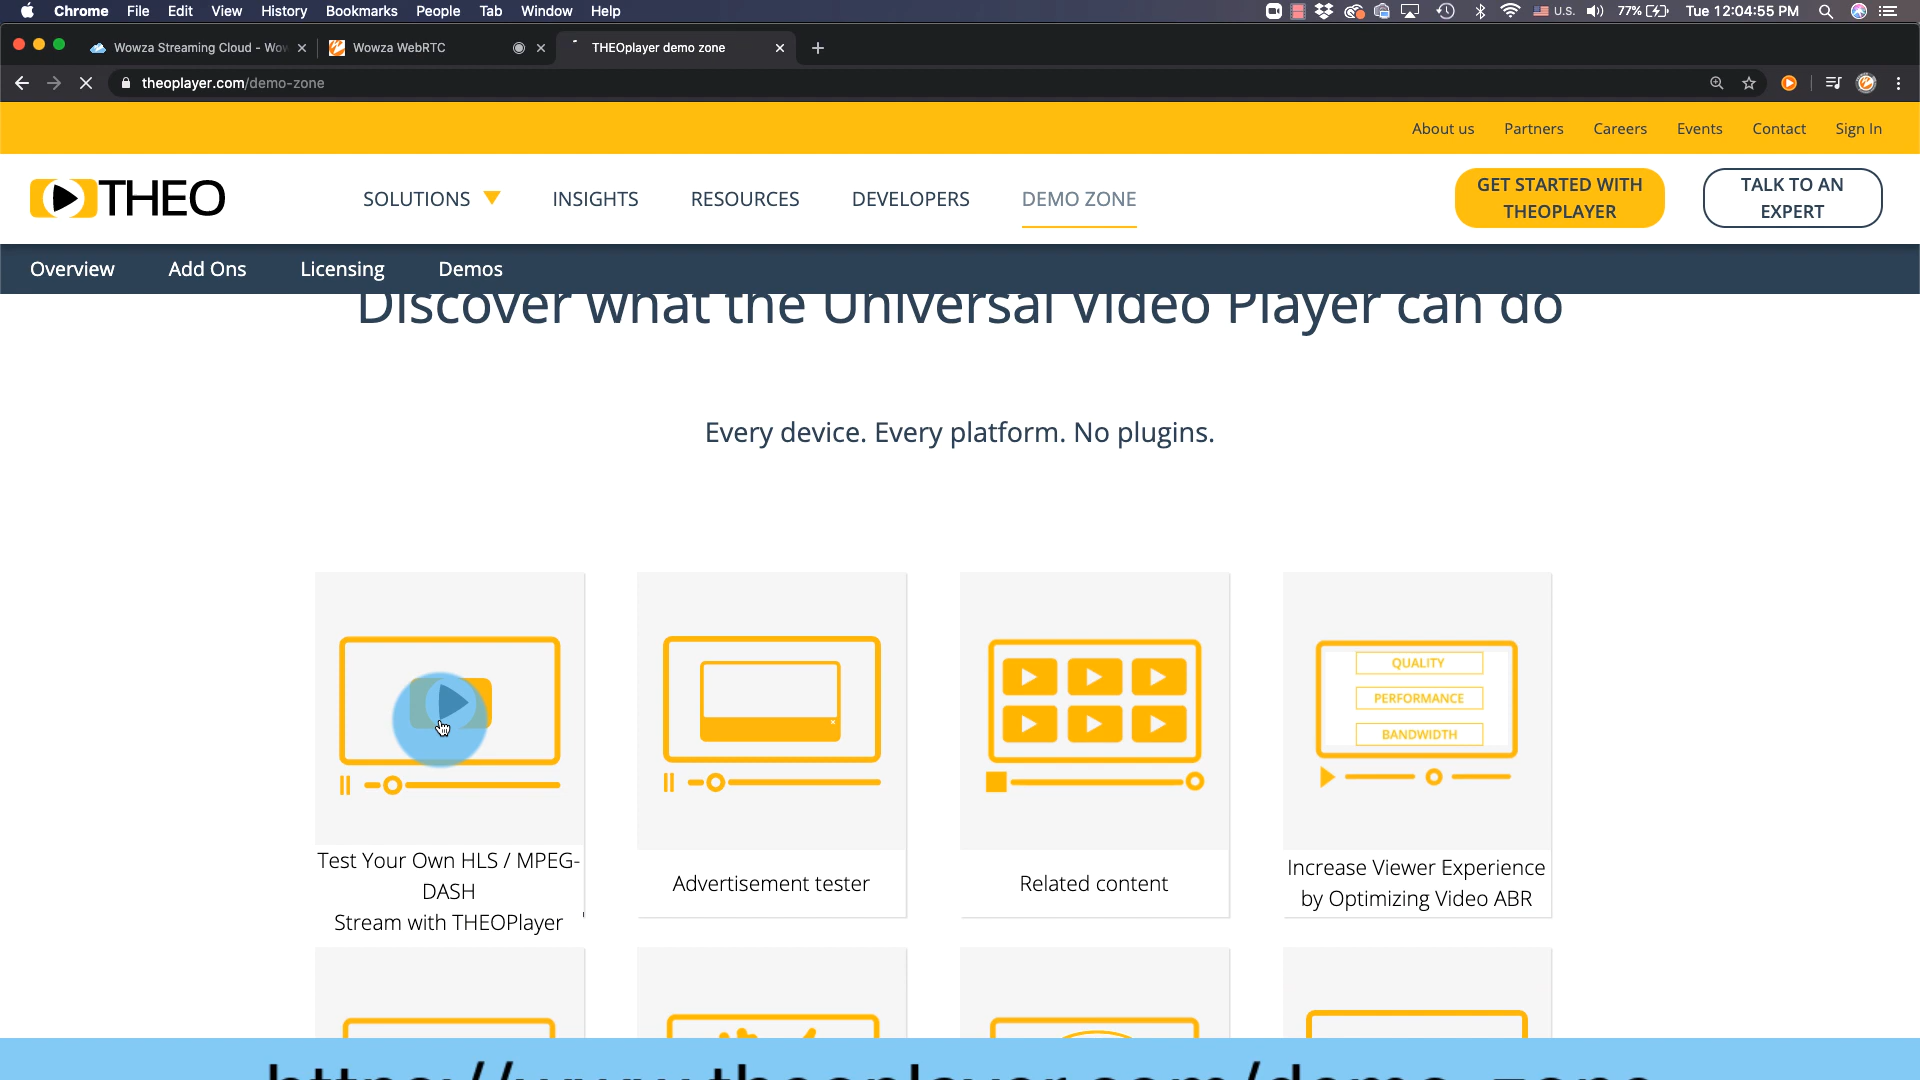 Chrome File Edit View History Bookmarks People Tab Window Help U.S. 77% Tue 12:04:55 PM
Wowza Streaming Cloud - Wow Wowza WebRTC THEOplayer demo zone
theoplayer.com/demo-zone
About us Partners Careers Events Contact Sign In
THEO SOLUTIONS INSIGHTS RESOURCES DEVELOPERS DEMO ZONE
GET STARTED WITH
THEOPLAYER
TALK TO AN
EXPERT
Overview Add Ons Licensing Demos
Discover what the Universal Video Player can do
Every device. Every platform. No plugins.
Test Your Own HLS / MPEG-
DASH
Stream with THEOPlayer
Advertisement tester
Related content
QUALITY
PERFORMANCE
BANDWIDTH
Increase Viewer Experience
by Optimizing Video ABR
https://www.theoplayer.com/demo-zone